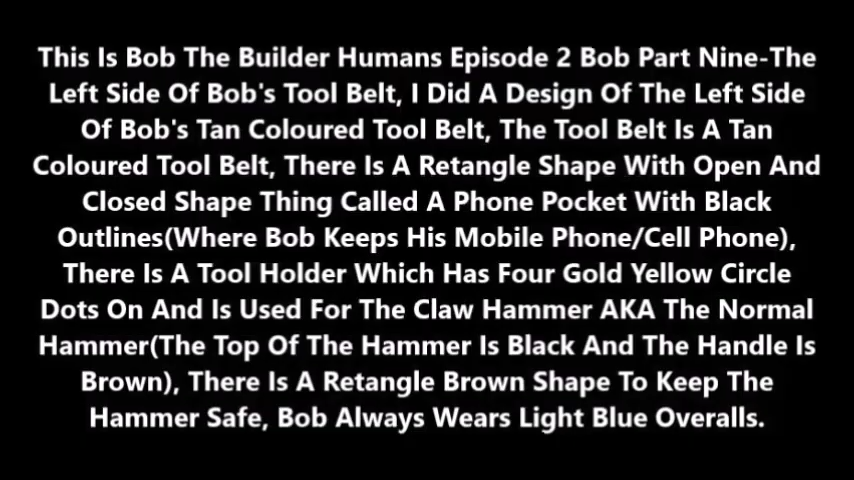 This Is Bob The Builder Humans Episode 2 Bob Part Nine-The
Left Side Of Bob's Tool Belt, I Did A Design Of The Left Side
Of Bob's Tan Coloured Tool Belt, The Tool Belt Is A Tan
Coloured Tool Belt, There Is A Retangle Shape With Open And
Closed Shape Thing Called A Phone Pocket With Black
Outlines(Where Bob Keeps His Mobile Phone/Cell Phone),
There Is A Tool Holder Which Has Four Gold Yellow Circle
Dots On And Is Used For The Claw Hammer AKA The Normal
Hammer(The Top Of The Hammer Is Black And The Handle Is
Brown), There Is A Retangle Brown Shape To Keep The
Hammer Safe, Bob Always Wears Light Blue Overalls.